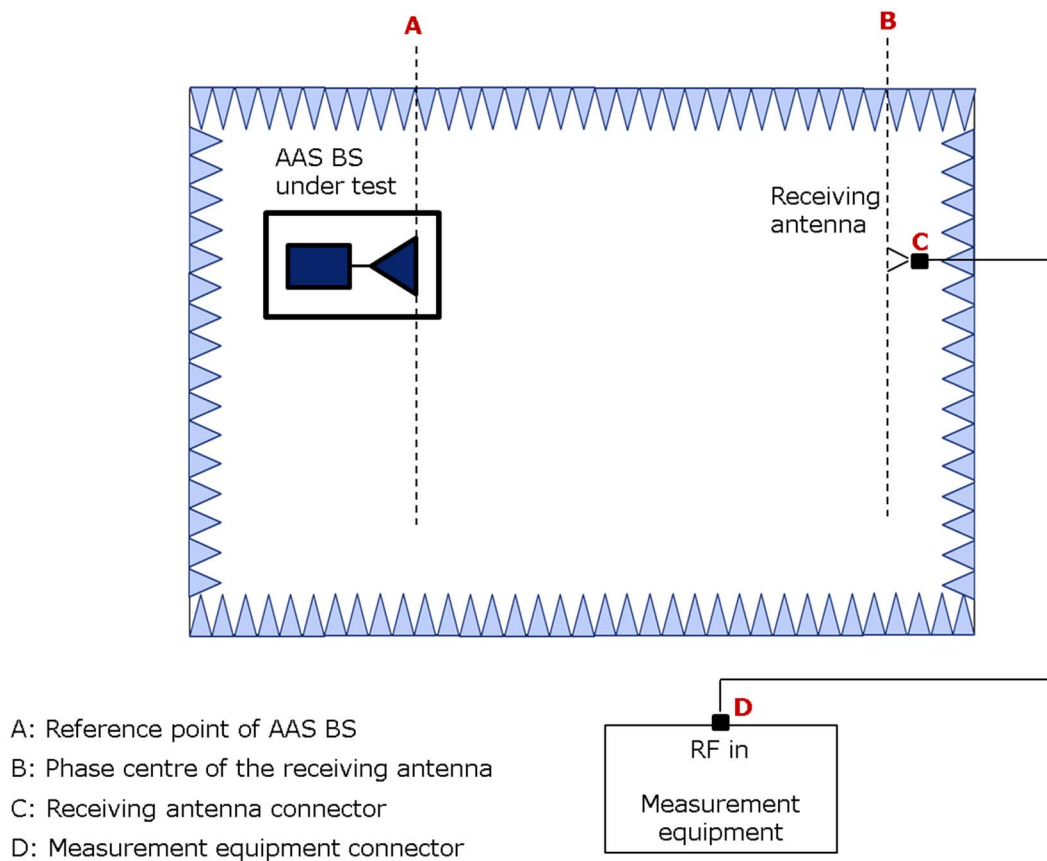 A
B
AAS BS
under test
Receiving
antenna
C
D
RF in
Measurement
equipment
A: Reference point of AAS BS
B: Phase centre of the receiving antenna
C: Receiving antenna connector
D: Measurement equipment connector